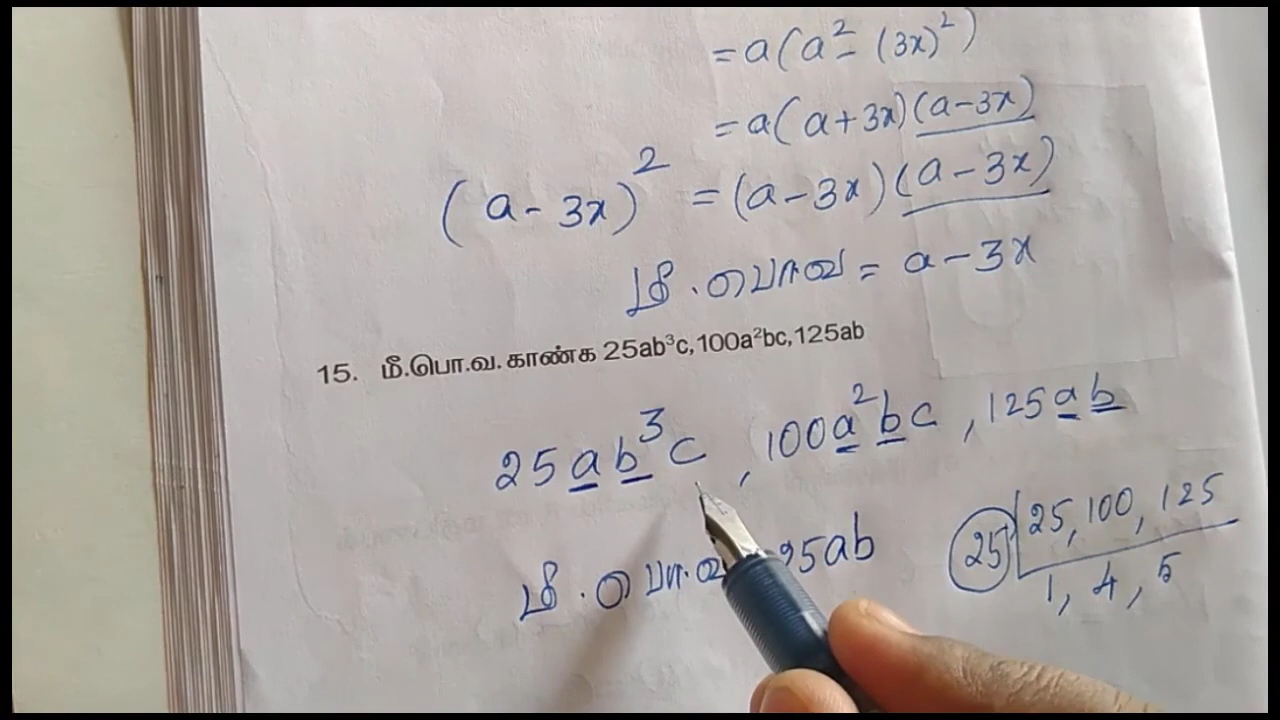 = a(a² - (3x)²)
= a(a+3x)(a-3x)
(a-3x)² = (a-3x)(a-3x)
மீ.பொவ = a-3x
15. மீ.பொ.வ. காண்க 25ab³c,100a²bc,125ab
25ab³c , 100a²bc , 125ab
25 25, 100, 125
மீ.பொ.வ 25ab
1, 4, 5